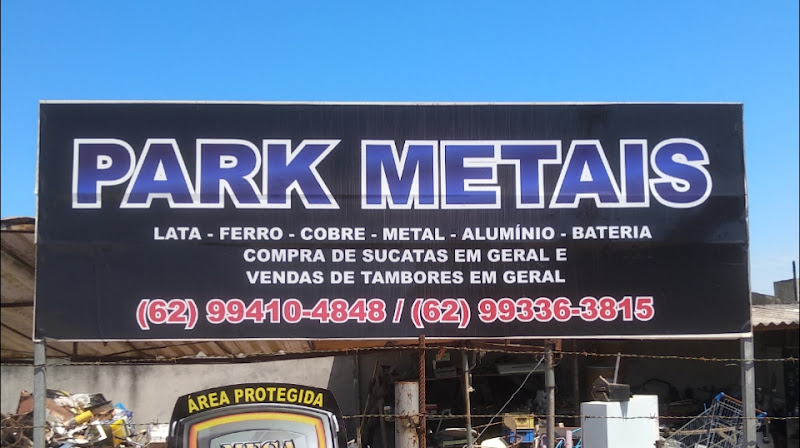 PARK METAIS
LATA - FERRO - COBRE - METAL - ALUMÍNIO - BATERIA
COMPRA DE SUCATAS EM GERAL E
VENDAS DE TAMBORES EM GERAL
(62) 99410-4848 / (62) 99336-3815
ÁREA PROTEGIDA
MEGA